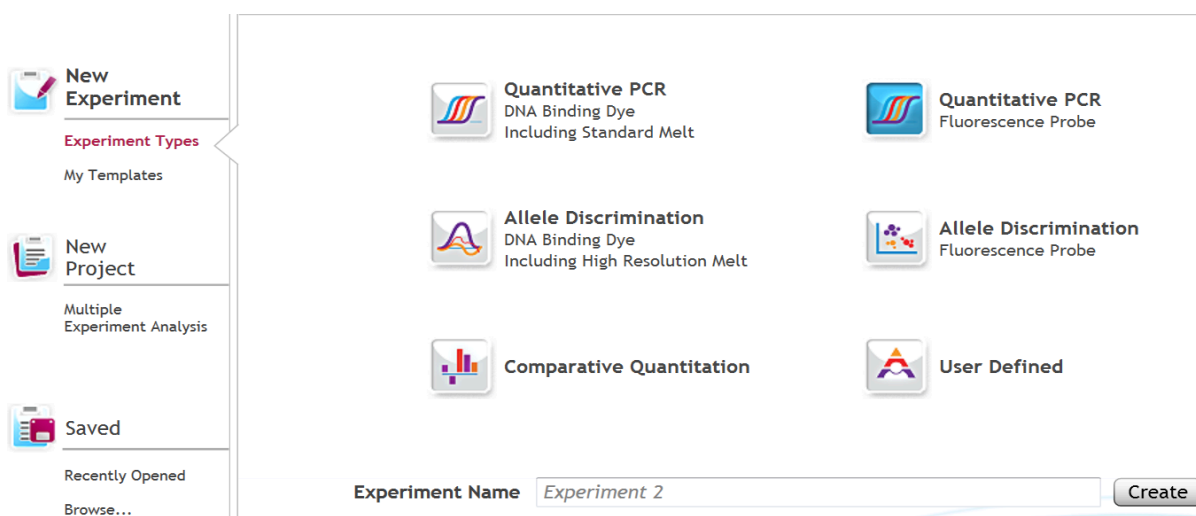 New
Experiment
Experiment Types
My Templates
New
Project
Multiple
Experiment Analysis
Saved
Recently Opened
Browse...
Quantitative PCR
DNA Binding Dye
Including Standard Melt
Quantitative PCR
Fluorescence Probe
Allele Discrimination
DNA Binding Dye
Including High Resolution Melt
Allele Discrimination
Fluorescence Probe
Comparative Quantitation
User Defined
Experiment Name Experiment 2 Create